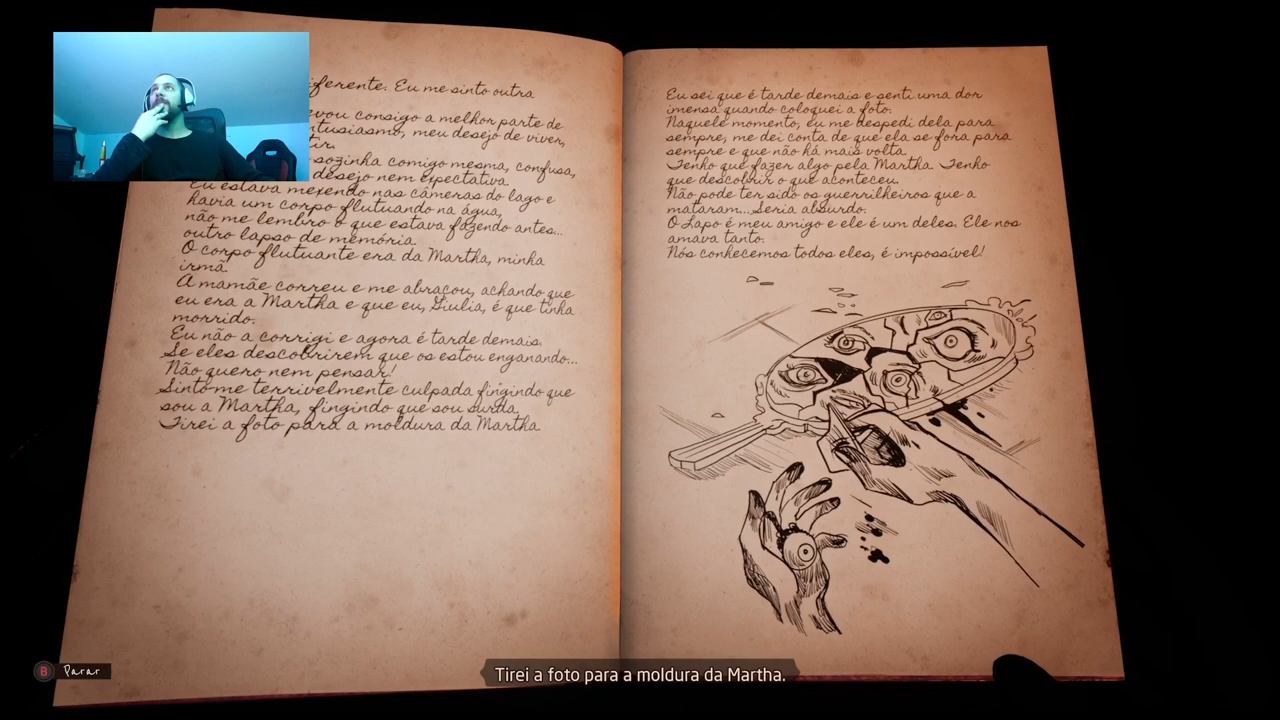 iferente. Eu me sinto outra
vou consigo a melhor parte de
ntusiasmo, meu desejo de viver,
tir.
sozinha comigo mesma, confusa,
desejo nem expectativa.
Eu estava mexendo nas câmeras do lago e
havia um corpo flutuando na água,
não me lembro o que estava fazendo antes...
outro lapso de memória.
O corpo flutuante era da Martha, minha
irmã.
A mamãe correu e me abraçou, achando que
eu era a Martha e que eu, Giulia, é que tinha
morrido.
Eu não a corrigi e agora é tarde demais.
Se eles descobrirem que os estou enganando...
Não quero nem pensar!
Sinto-me terrivelmente culpada fingindo que
sou a Martha, fingindo que sou surda.
Tirei a foto para a moldura da Martha.
Eu sei que é tarde demais e senti uma dor
imensa quando coloquei a foto.
Naquele momento, eu me despedi dela para
sempre, me dei conta de que ela se fora para
sempre e que não há mais volta.
Tenho que fazer algo pela Martha. Tenho
que descobrir o que aconteceu.
Não pode ter sido os guerrilheiros que a
mataram... Seria absurdo.
O Lapo é meu amigo e ele é um deles. Ele nos
amava tanto.
Nós conhecemos todos eles, é impossível!
B Parar
Tirei a foto para a moldura da Martha.